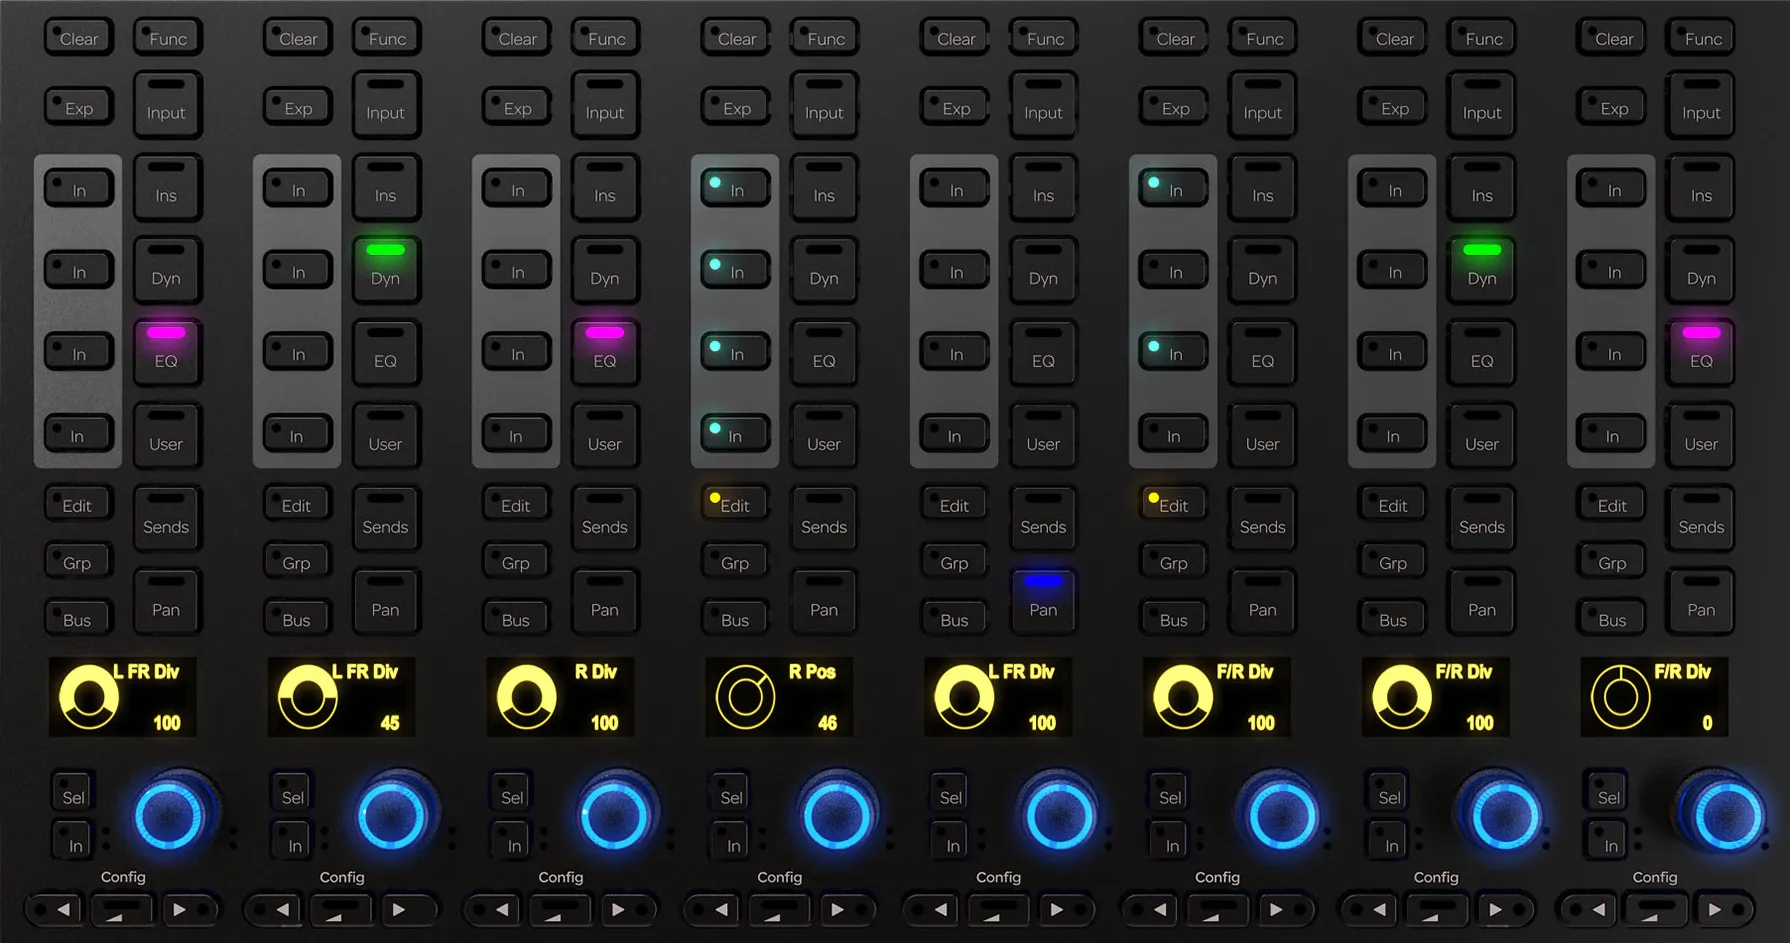 Clear Func Clear Func Clear Func Clear Func Clear Func Clear Func Clear Func Clear Func
Exp Input Exp Input Exp Input Exp Input Exp Input Exp Input Exp Input Exp Input
In Ins In Ins In Ins In Ins In Ins In Ins In Ins In Ins
In Dyn In Dyn In Dyn In Dyn In Dyn In Dyn In Dyn In Dyn
In EQ In EQ In EQ In EQ In EQ In EQ In EQ In EQ
In User In User In User In User In User In User In User In User
Edit Sends Edit Sends Edit Sends Edit Sends Edit Sends Edit Sends Edit Sends Edit Sends
Grp Grp Grp Grp Grp Grp Grp Grp
Bus Pan Bus Pan Bus Pan Bus Pan Bus Pan Bus Pan Bus Pan Bus Pan
L FR Div L FR Div R Div R Pos L FR Div F/R Div F/R Div F/R Div
100 45 100 46 100 100 100 0
Sel Sel Sel Sel Sel Sel Sel Sel
In In In In In In In In
Config Config Config Config Config Config Config Config